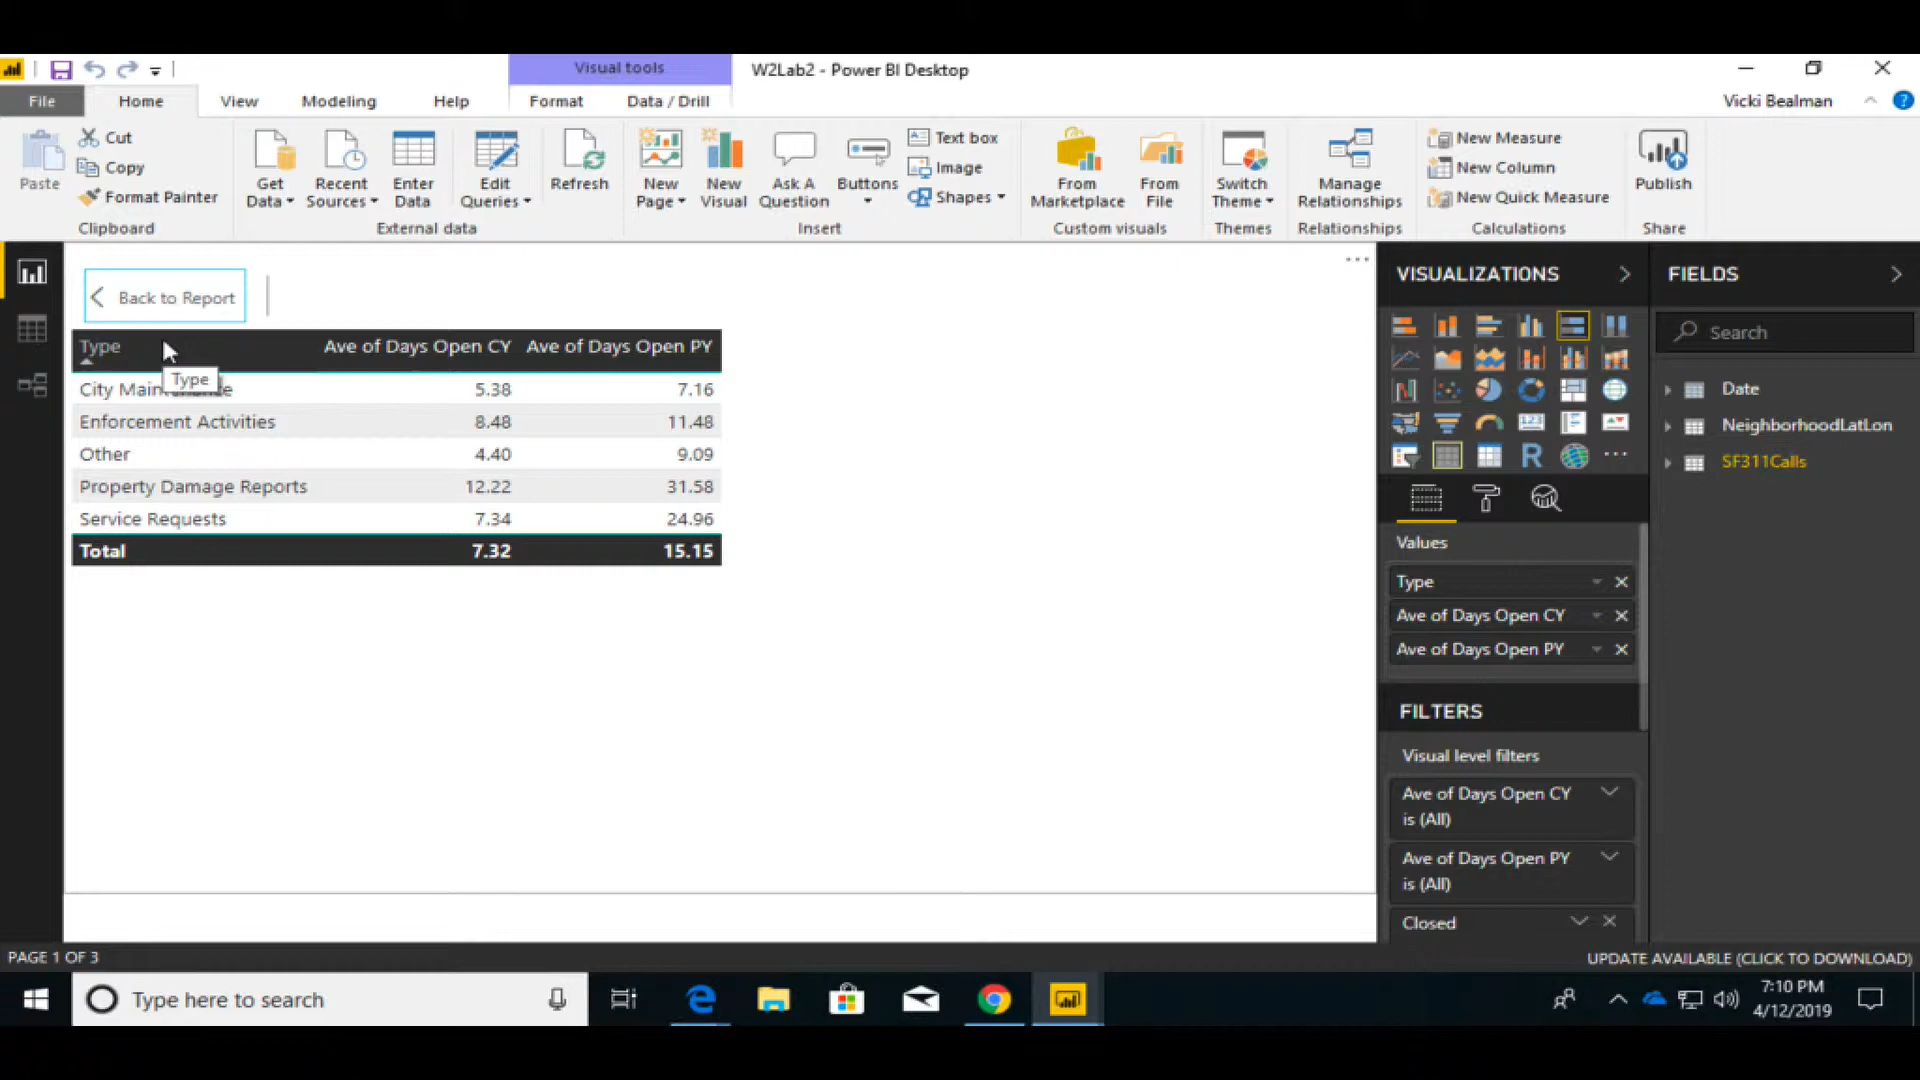 Visual tools
W2Lab2 - Power BI Desktop
File Home View Modeling Help Format Data / Drill Vicki Bealman
Paste
Cut
Copy
Format Painter
Clipboard
Get Data
Recent Sources
Enter Data
Edit Queries
Refresh
External data
New Page
New Visual
Ask A Question
Buttons
Text box
Image
Shapes
Insert
From Marketplace
From File
Custom visuals
Switch Theme
Themes
Manage Relationships
Relationships
New Measure
New Column
New Quick Measure
Calculations
Publish
Share
Back to Report
Type Ave of Days Open CY Ave of Days Open PY
Type
City Main ce 5.38 7.16
Enforcement Activities 8.48 11.48
Other 4.40 9.09
Property Damage Reports 12.22 31.58
Service Requests 7.34 24.96
Total 7.32 15.15
VISUALIZATIONS
R
Values
Type
Ave of Days Open CY
Ave of Days Open PY
FILTERS
Visual level filters
Ave of Days Open CY
is (All)
Ave of Days Open PY
is (All)
Closed
FIELDS
Search
Date
NeighborhoodLatLon
SF311Calls
PAGE 1 OF 3
UPDATE AVAILABLE (CLICK TO DOWNLOAD)
Type here to search
7:10 PM
4/12/2019